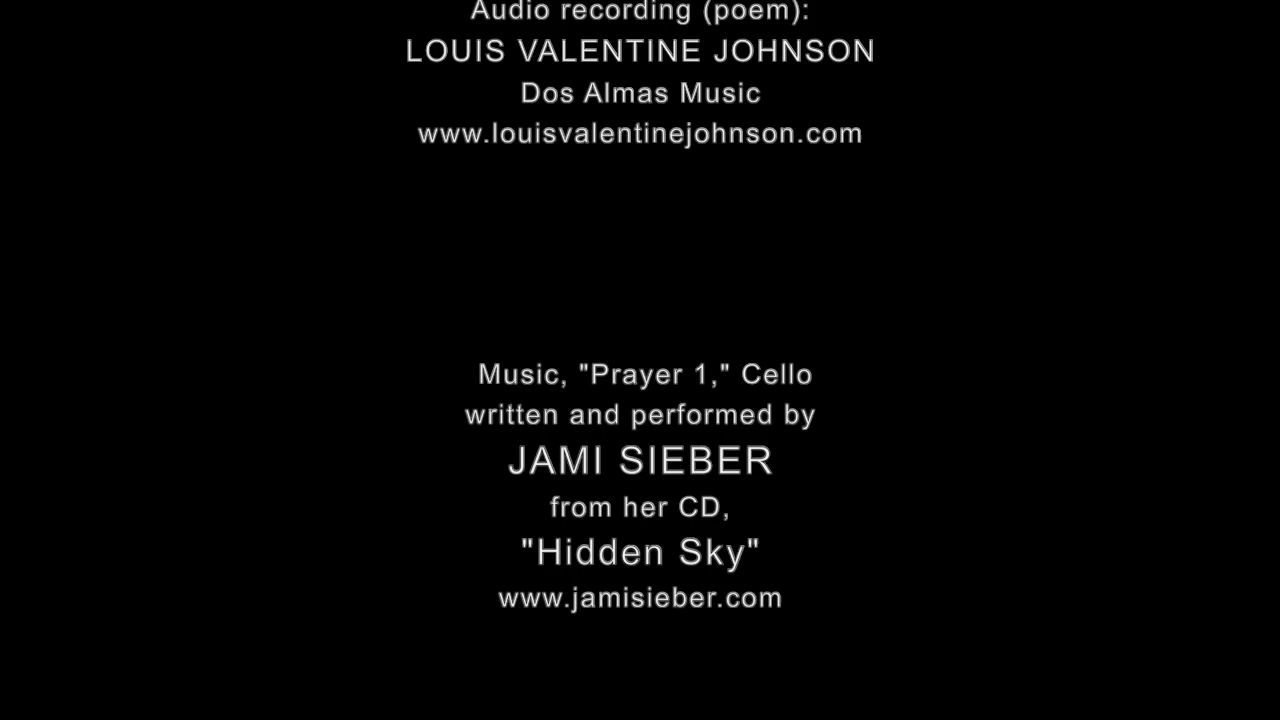 Audio recording (poem):
LOUIS VALENTINE JOHNSON
Dos Almas Music
www.louisvalentinejohnson.com
Music, "Prayer 1," Cello
written and performed by
JAMI SIEBER
from her CD,
"Hidden Sky"
www.jamisieber.com